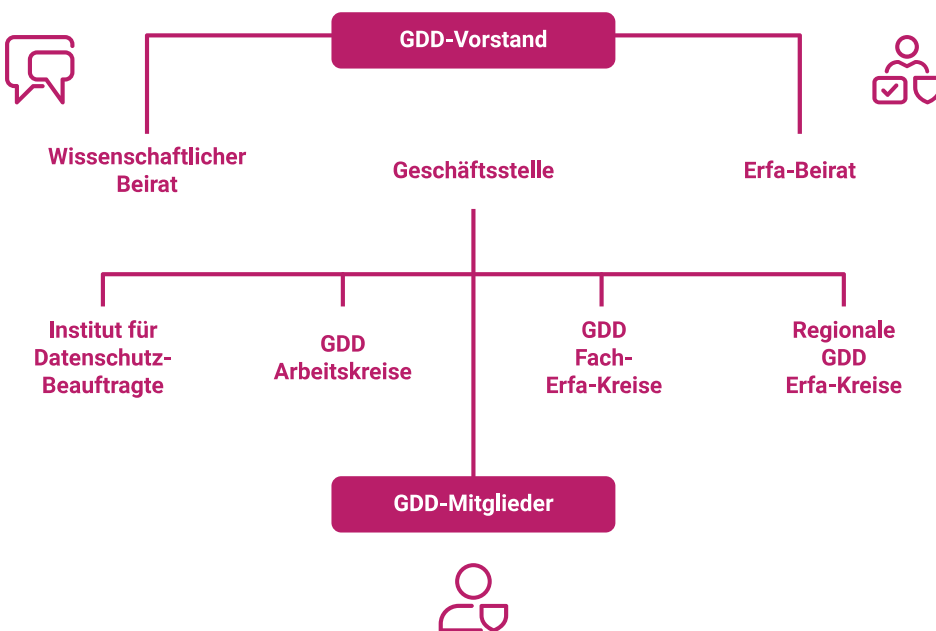 GDD-Vorstand
Wissenschaftlicher
Beirat
Geschäftsstelle
Erfa-Beirat
Institut für
Datenschutz-
Beauftragte
GDD
Arbeitskreise
GDD
Fach-
Erfa-Kreise
Regionale
GDD
Erfa-Kreise
GDD-Mitglieder